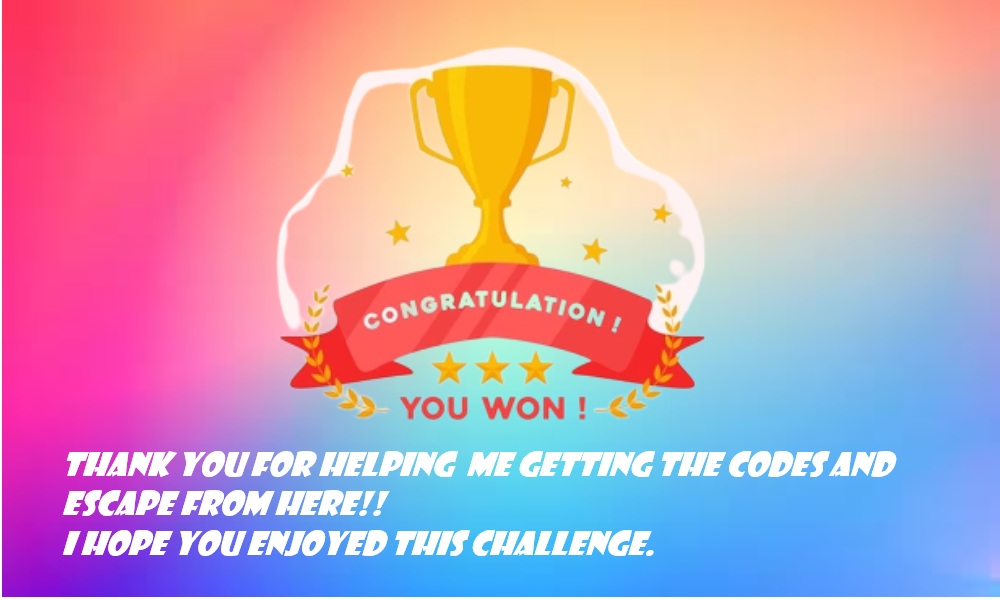 CONGRATULATION !
YOU WON !
THANK YOU FOR HELPING  ME GETTING THE CODES AND
ESCAPE FROM HERE!!
I HOPE YOU ENJOYED THIS CHALLENGE.